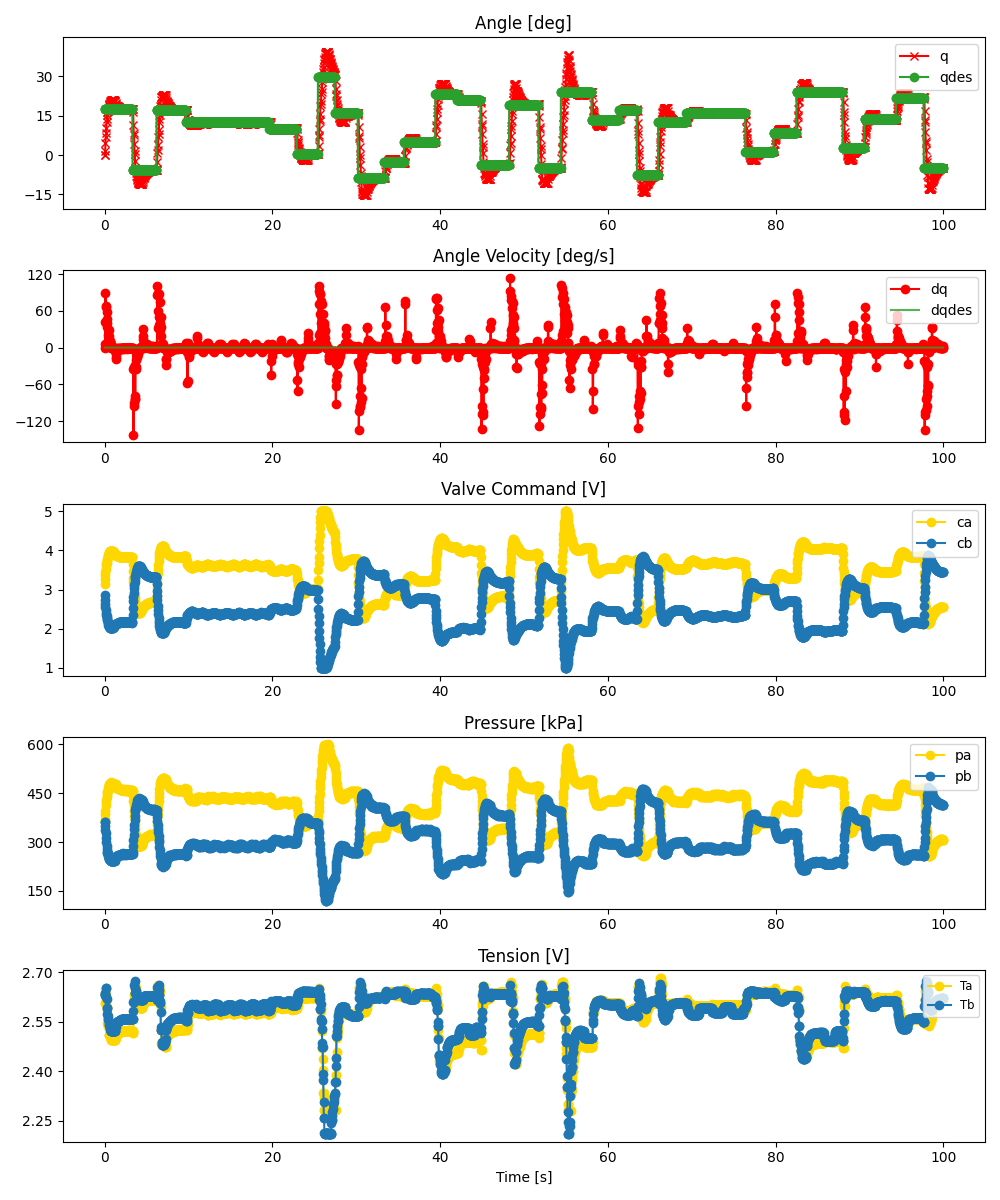 Angle [deg]
30
15
0
−15
q
qdes
0 20 40 60 80 100
Angle Velocity [deg/s]
120
60
0
−60
−120
dq
dqdes
0 20 40 60 80 100
Valve Command [V]
5
4
3
2
1
ca
cb
0 20 40 60 80 100
Pressure [kPa]
600
450
300
150
pa
pb
0 20 40 60 80 100
Tension [V]
2.70
2.55
2.40
2.25
Ta
Tb
0 20 40 60 80 100
Time [s]